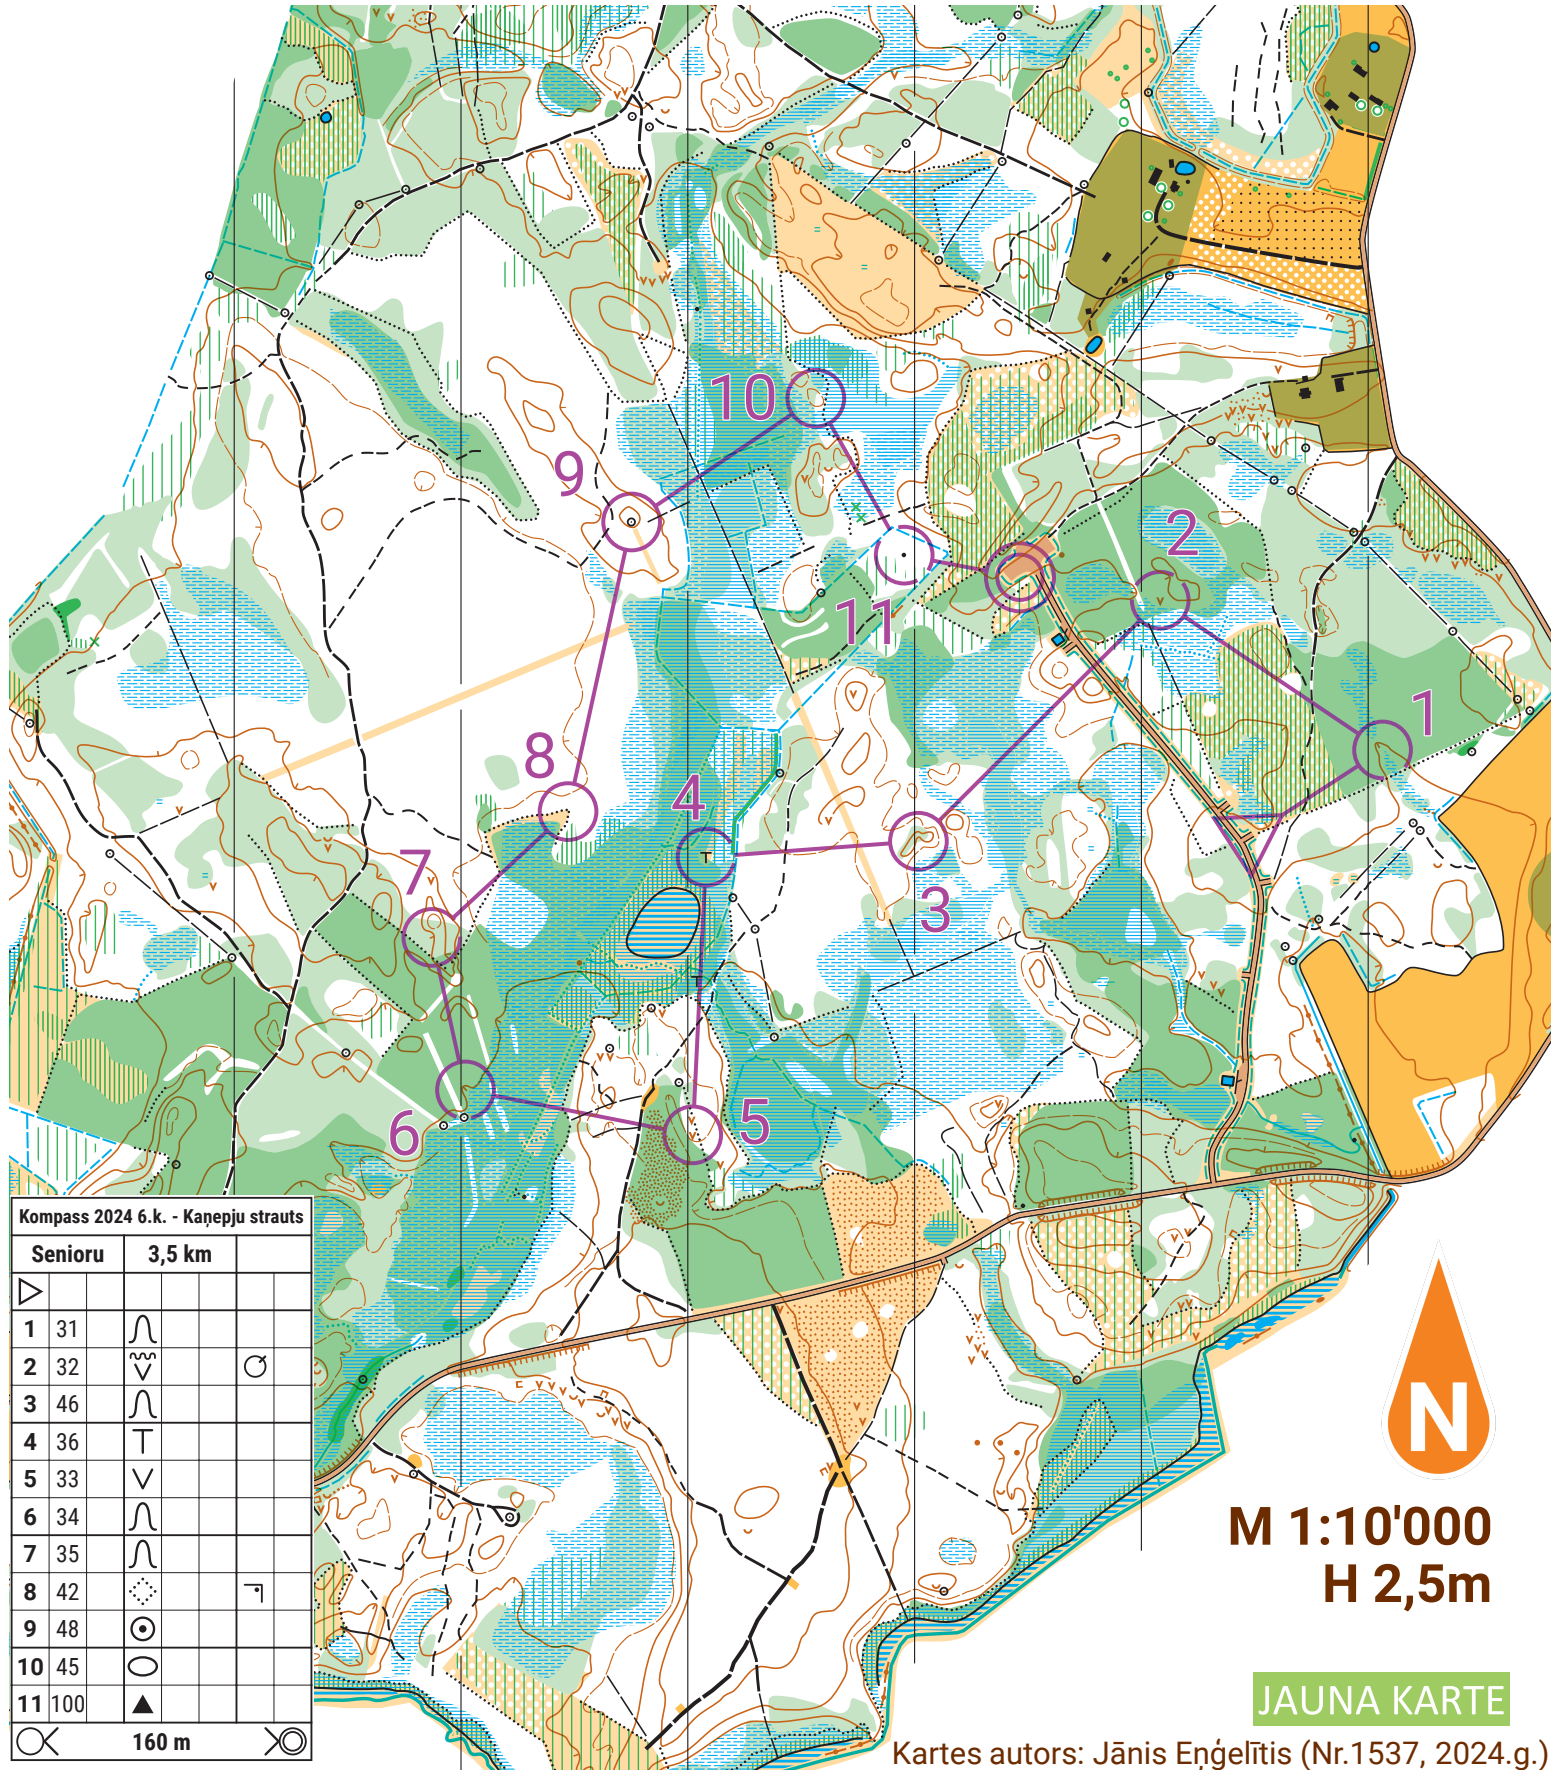 10
9
2
11
1
8
4
7
3
5
6
Kompass 2024 6.k. - Kaņepju strauts
Senioru 3,5 km
1 31
2 32
3 46
4 36
5 33
6 34
7 35
8 42
9 48
10 45
11 100
160 m
N
M 1:10'000
H 2,5m
JAUNA KARTE
Kartes autors: Jānis Eņģelītis (Nr.1537, 2024.g.)